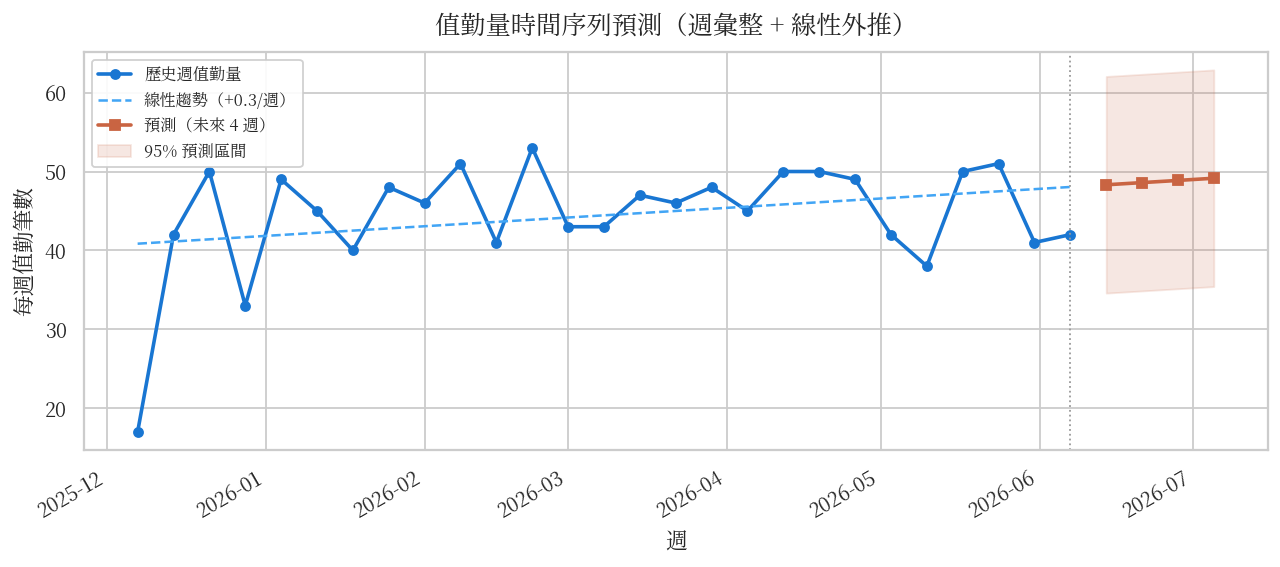 值勤量時間序列預測（週彙整 + 線性外推）
歷史週值勤量
線性趨勢（+0.3/週）
預測（未來 4 週）
95% 預測區間
每週值勤筆數
60
50
40
30
20
2025-12
2026-01
2026-02
2026-03
2026-04
2026-05
2026-06
2026-07
週